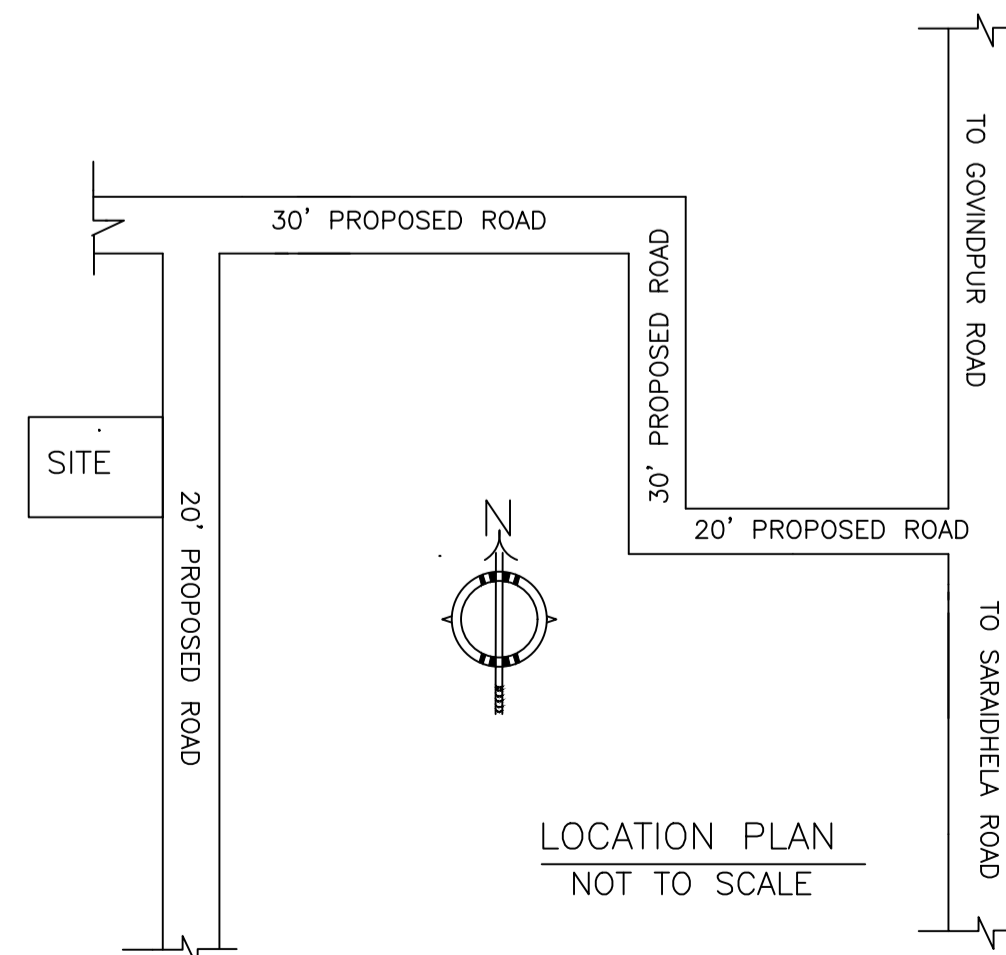 TO GOVINDPUR ROAD
30' PROPOSED ROAD
30' PROPOSED ROAD
SITE
20' PROPOSED ROAD
N
20' PROPOSED ROAD
TO SARAIDHELA ROAD
LOCATION PLAN
NOT TO SCALE